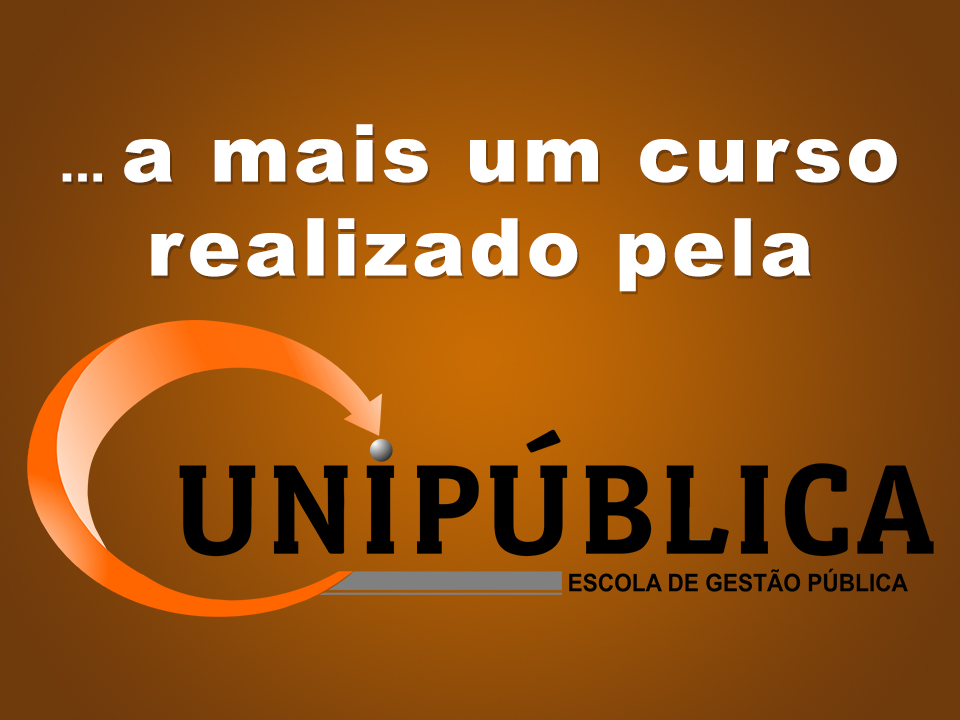 ... a mais um curso
realizado pela
UNIPÚBLICA
ESCOLA DE GESTÃO PÚBLICA